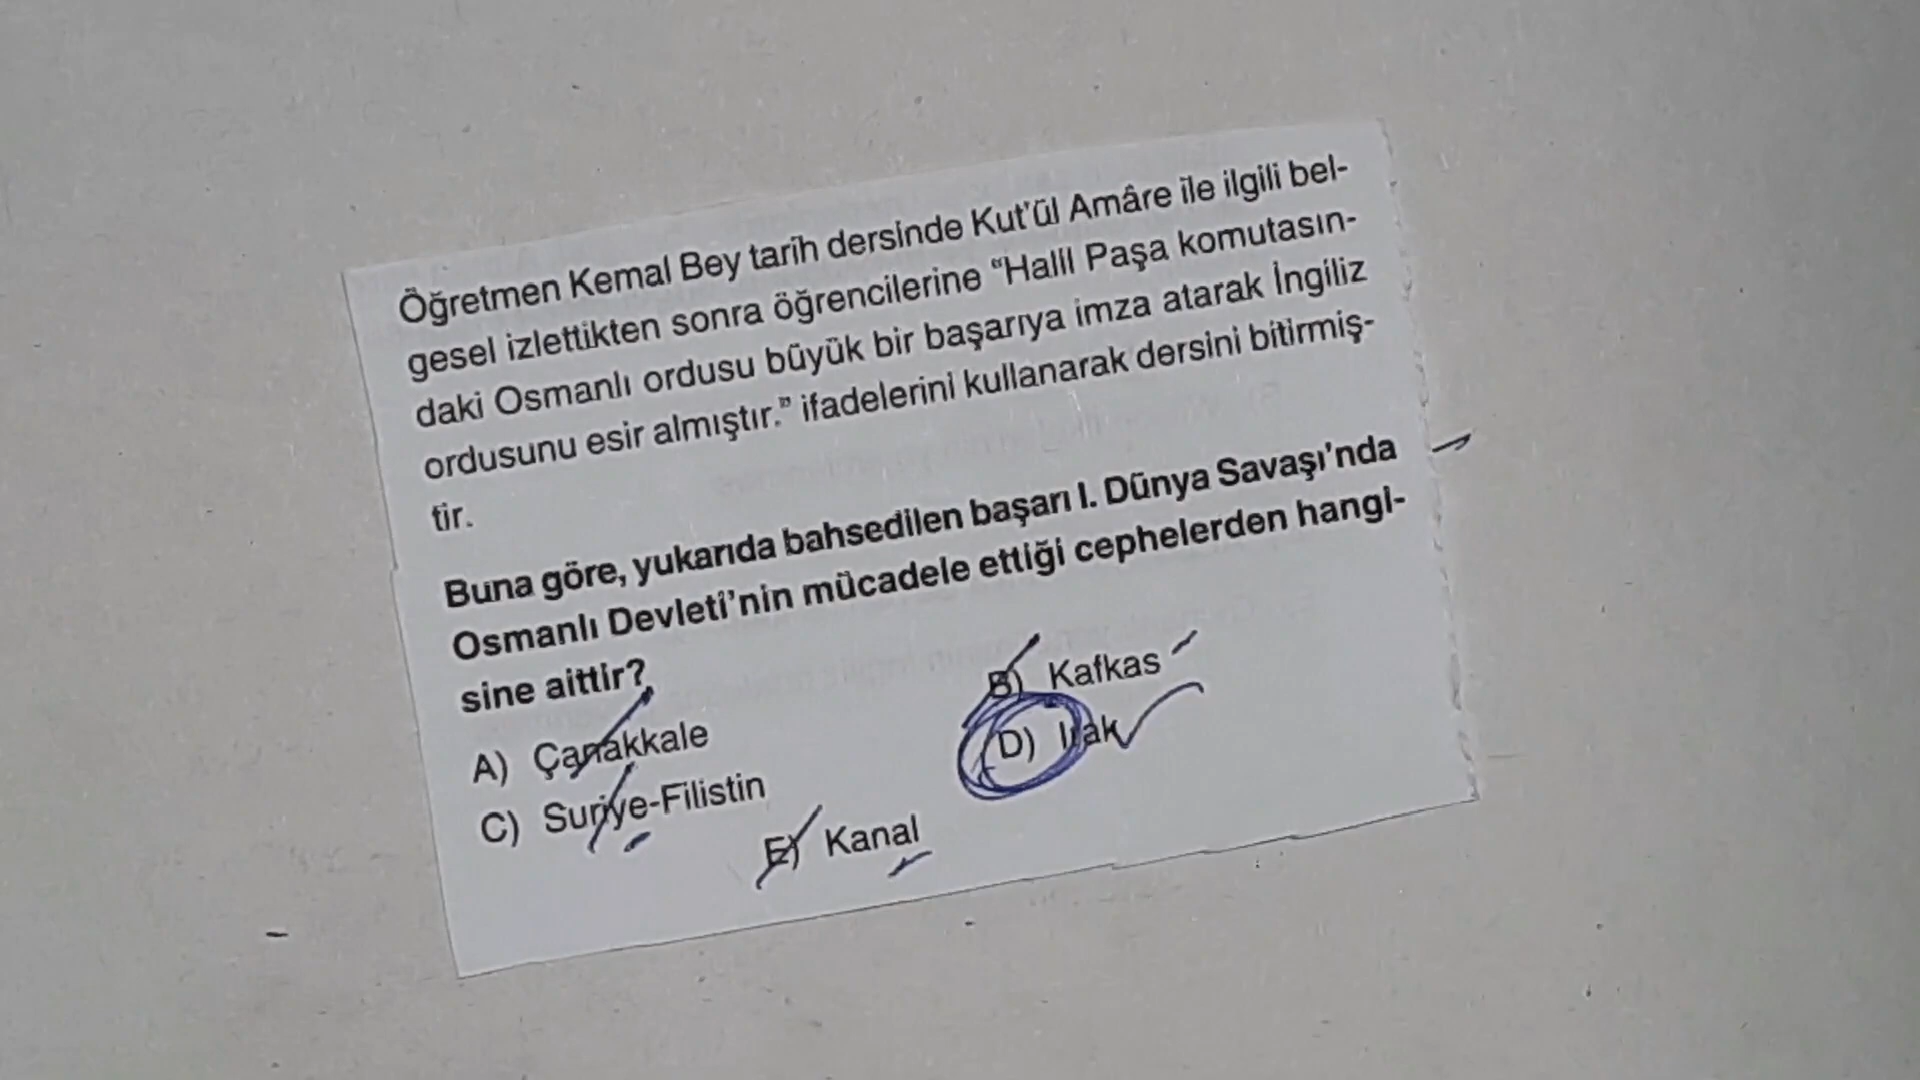 Öğretmen Kemal Bey tarih dersinde Kut'ül Amâre ile ilgili bel-
gesel izlettikten sonra öğrencilerine "Halil Paşa komutasın-
daki Osmanlı ordusu büyük bir başarıya imza atarak İngiliz
ordusunu esir almıştır." ifadelerini kullanarak dersini bitirmiş-
tir.
Buna göre, yukarıda bahsedilen başarı I. Dünya Savaşı'nda
Osmanlı Devleti'nin mücadele ettiği cephelerden hangi-
sine aittir?
A) Çanakkale
B) Kafkas
C) Suriye-Filistin
D) Irak
E) Kanal